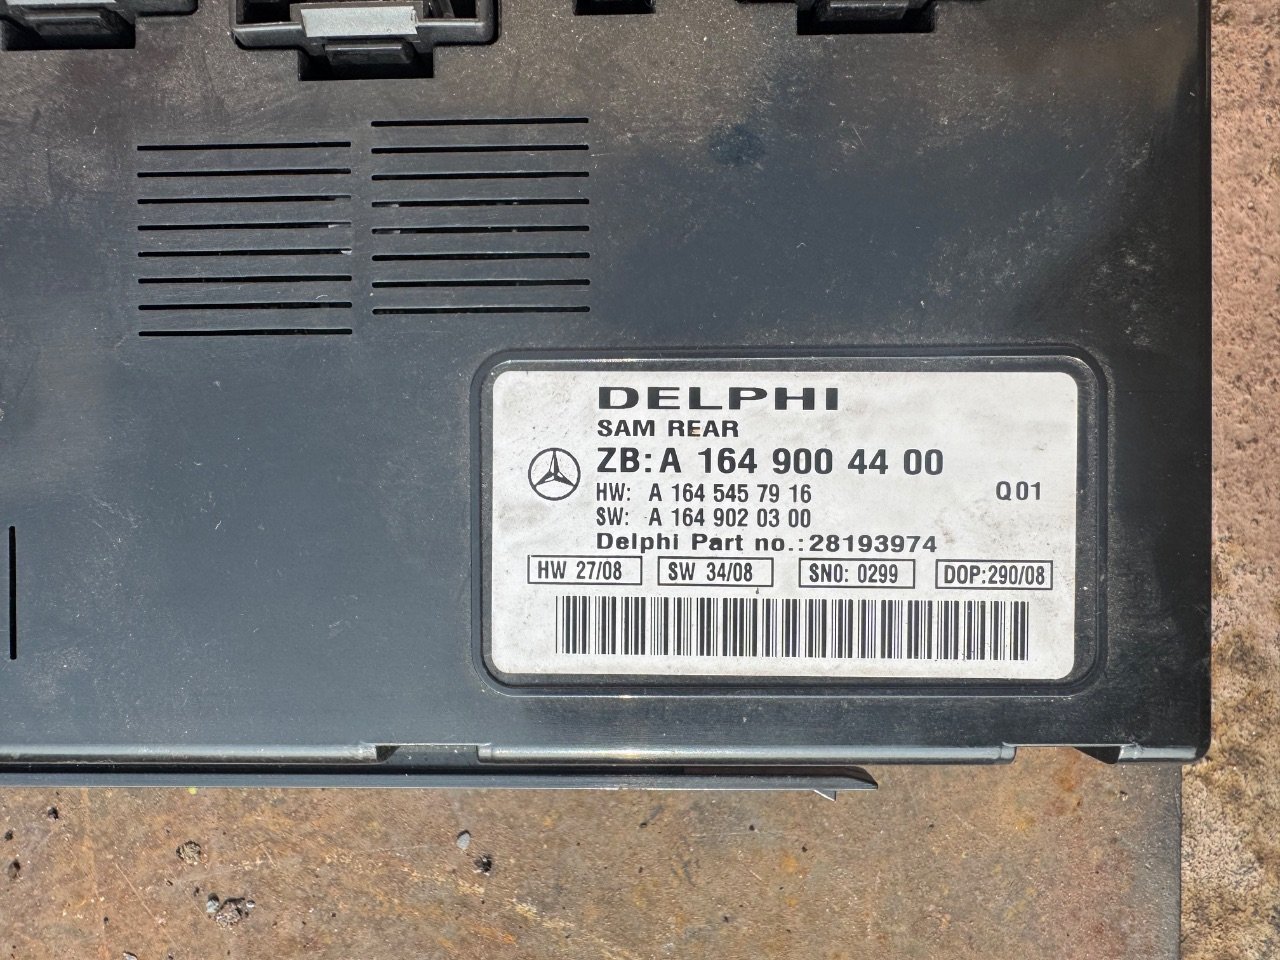 DELPHI
SAM REAR
ZB: A 164 900 44 00
HW: A 164 545 79 16
Q01
SW: A 164 902 03 00
Delphi Part no.: 28193974
HW 27/08 SW 34/08 SNO: 0299 DOP:290/08